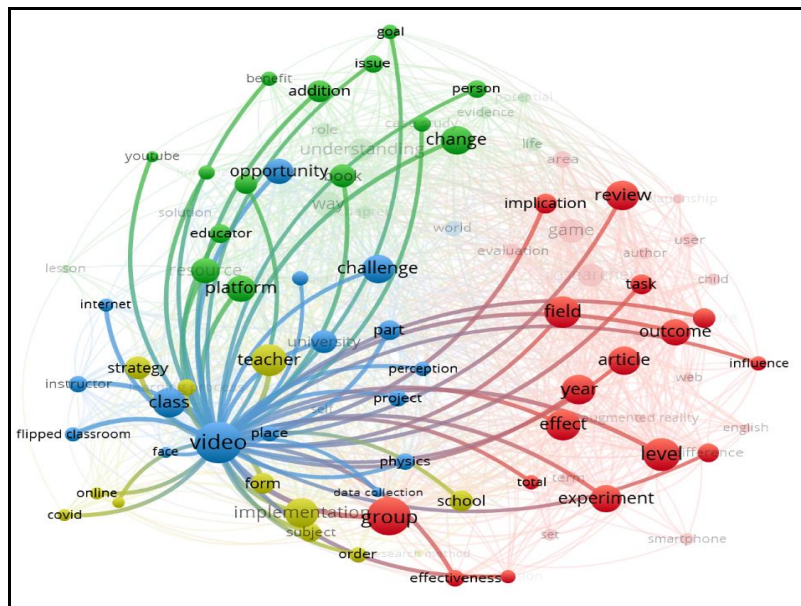 goal
issue
benefit
addition
person
potential
evidence
case study
role
change
understanding
life
youtube
area
opportunity
book
review
implication
way
solution
world
game
educator
evaluation
author
user
lesson
resource
challenge
child
platform
task
internet
field
university
part
outcome
strategy
teacher
article
perception
influence
instructor
year
web
class
project
self
augmented reality
effect
english
flipped classroom
video
place
face
physics
level
difference
form
total
term
online
data collection
school
experiment
covid
implementation
group
subject
set
smartphone
order
research method
effectiveness